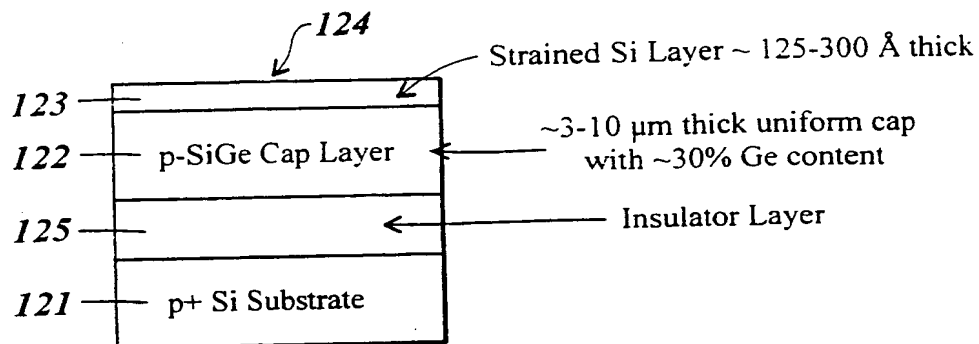 124
Strained Si Layer ~ 125-300 Å thick
123
122
p-SiGe Cap Layer
~3-10 μm thick uniform cap
with ~30% Ge content
125
Insulator Layer
121
p+ Si Substrate